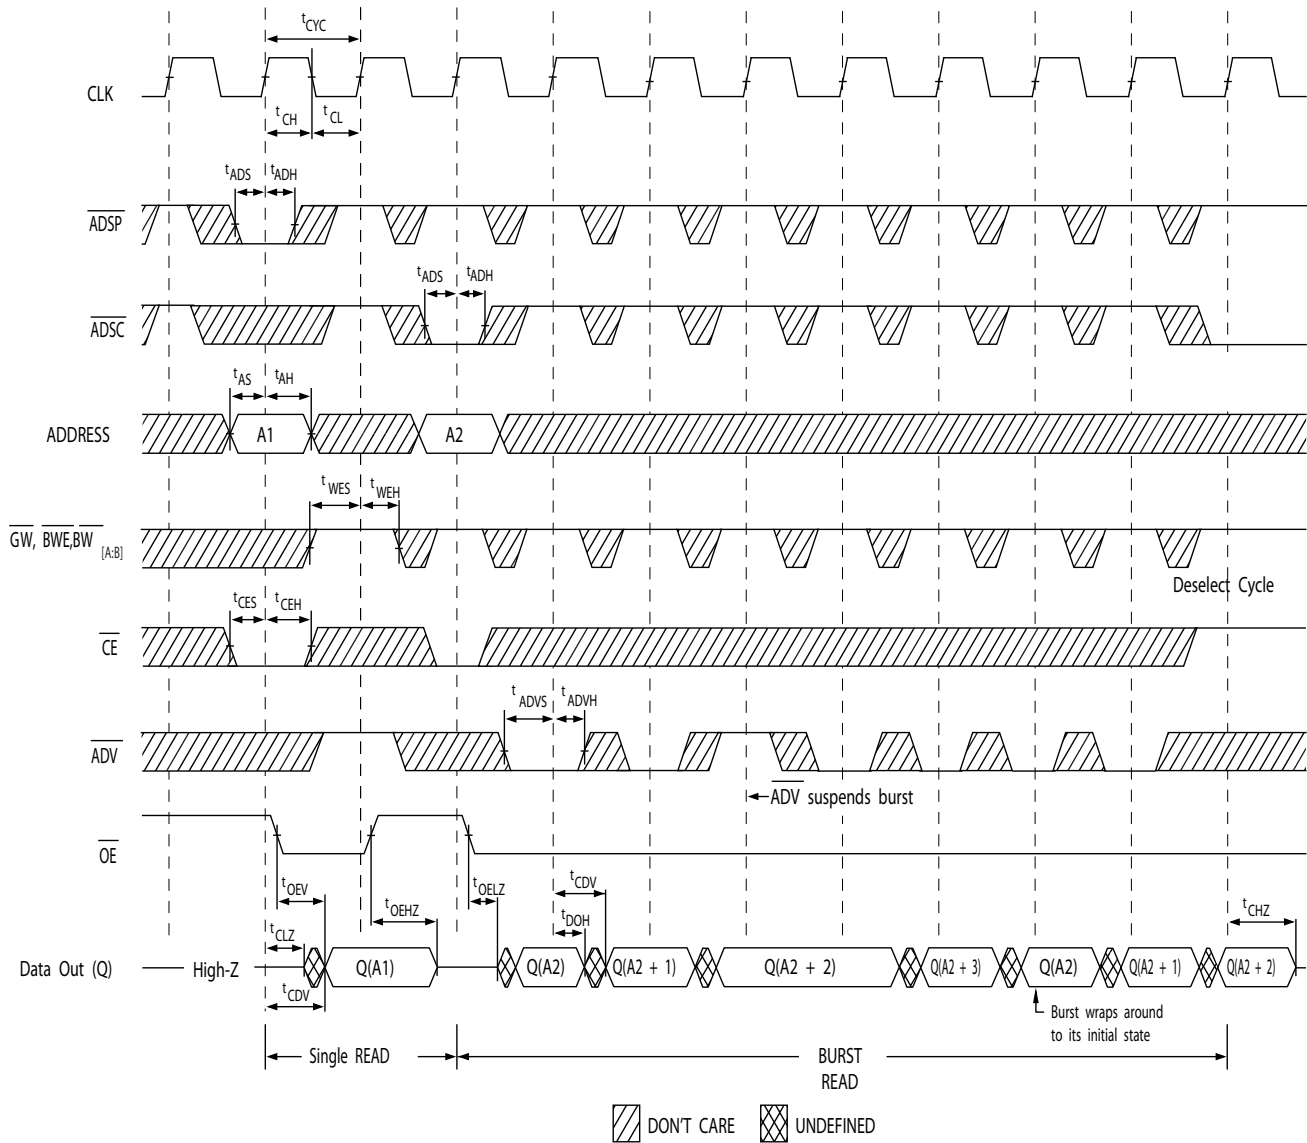 tCYC
CLK
tCH
tCL
tADS
tADH
ADSP
tADS
tADH
ADSC
tAS
tAH
ADDRESS
A1
A2
tWES
tWEH
GW, BWE,BW [A:B]
Deselect Cycle
tCES
tCEH
CE
tADVS
tADVH
ADV
ADV suspends burst
OE
tOEV
tOEHZ
tOELZ
tCDV
tDOH
tCHZ
tCLZ
Data Out (Q)
High-Z
Q(A1)
Q(A2)
Q(A2 + 1)
Q(A2 + 2)
Q(A2 + 3)
Q(A2)
Q(A2 + 1)
Q(A2 + 2)
tCDV
Burst wraps around
to its initial state
Single READ
BURST
READ
DON'T CARE
UNDEFINED